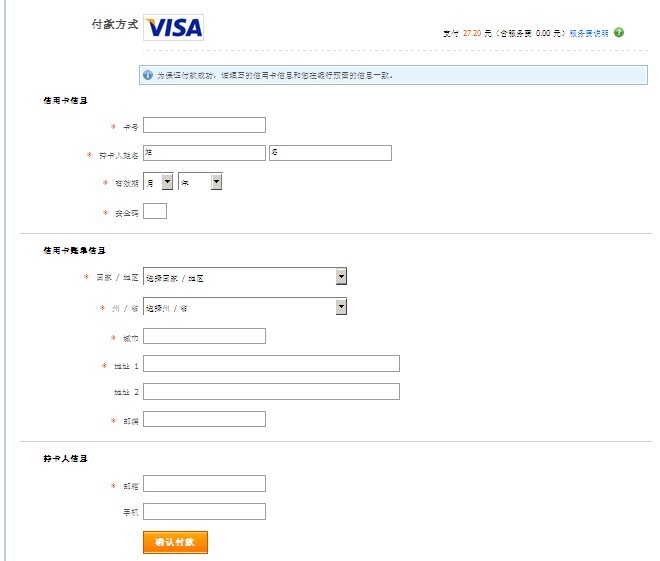 付款方式 VISA
支付 27.20 元（含服务费 0.00 元）服务费说明
为保证付款成功，请填写的信用卡信息和您在银行预留的信息一致。
信用卡信息
* 卡号
* 持卡人姓名 姓 名
* 有效期 月 年
* 安全码
信用卡账单信息
* 国家 / 地区 选择国家 / 地区
* 州 / 省 选择州 / 省
* 城市
* 地址 1
地址 2
* 邮编
持卡人信息
* 邮箱
手机
确认付款